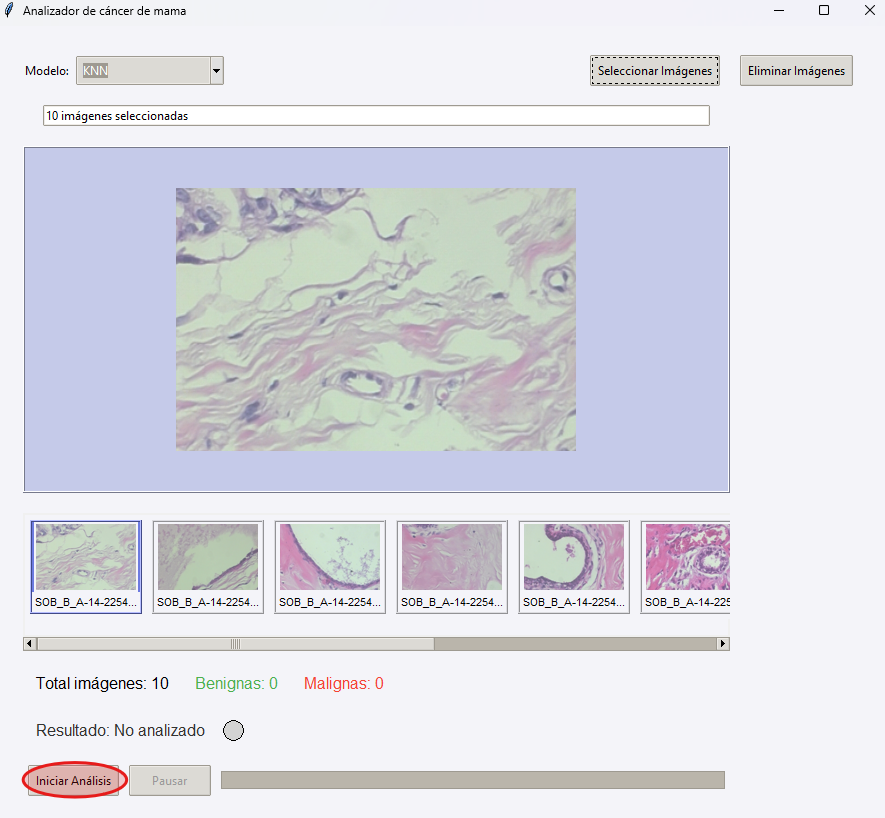 Analizador de cáncer de mama
Modelo: KNN Seleccionar Imágenes Eliminar Imágenes
10 imágenes seleccionadas
SOB_B_A-14-2254... SOB_B_A-14-2254... SOB_B_A-14-2254... SOB_B_A-14-2254... SOB_B_A-14-2254... SOB_B_A-14-225
Total imágenes: 10 Benignas: 0 Malignas: 0
Resultado: No analizado
Iniciar Análisis Pausar